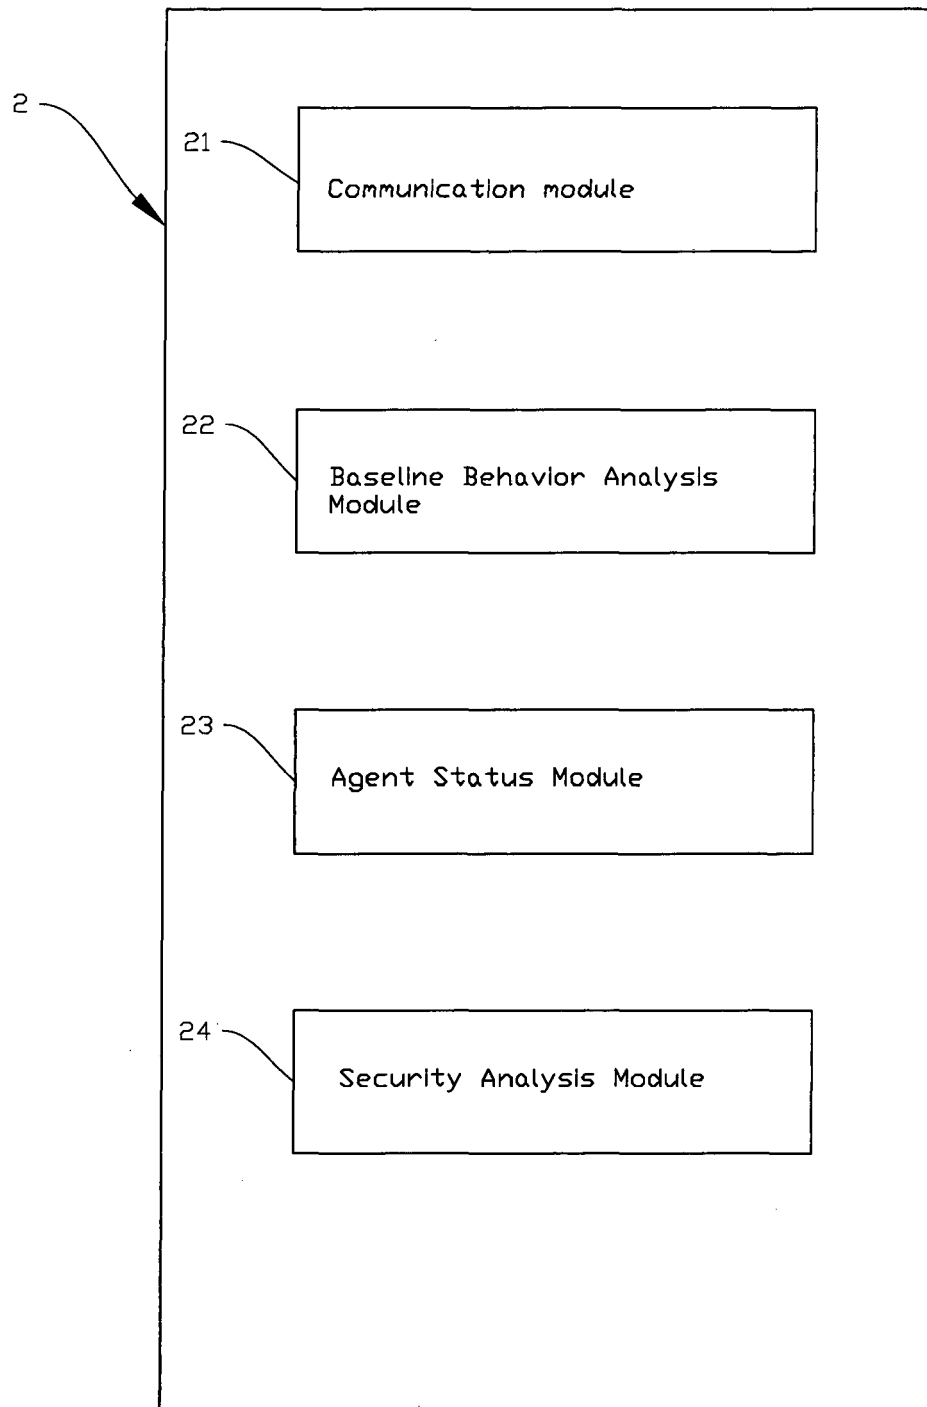 2
21
Communication module
22
Baseline Behavior Analysis
Module
23
Agent Status Module
24
Security Analysis Module